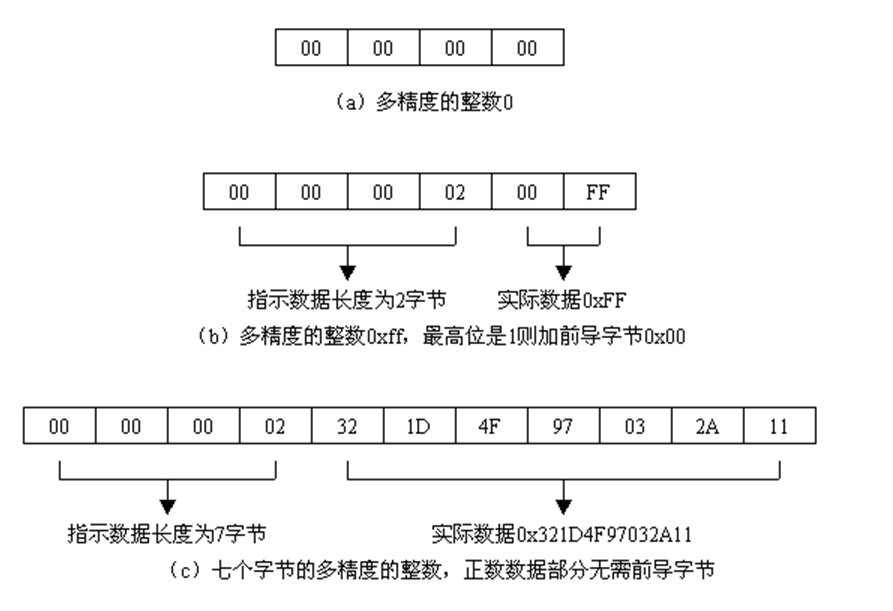 00 00 00 00
（a）多精度的整数0
00 00 00 02 00 FF
指示数据长度为2字节 实际数据0xFF
（b）多精度的整数0xff，最高位是1则加前导字节0x00
00 00 00 02 32 1D 4F 97 03 2A 11
指示数据长度为7字节 实际数据0x321D4F97032A11
（c）七个字节的多精度的整数，正数数据部分无需前导字节